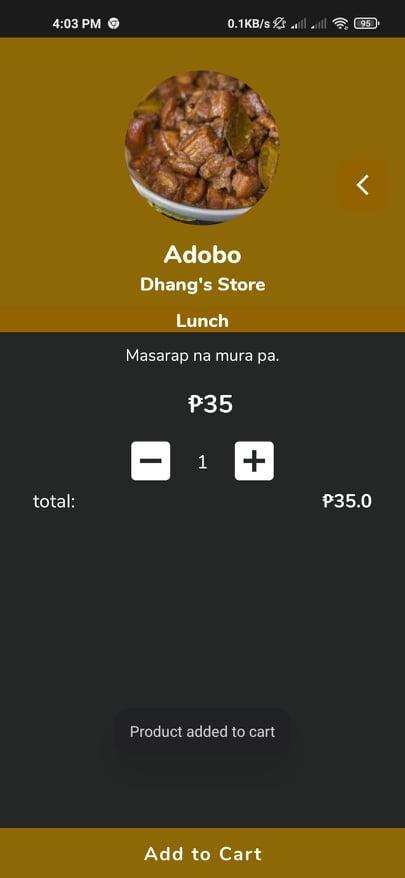 4:03 PM
0.1KB/s
95
Adobo
Dhang's Store
Lunch
Masarap na mura pa.
₱35
1
total: ₱35.0
Product added to cart
Add to Cart